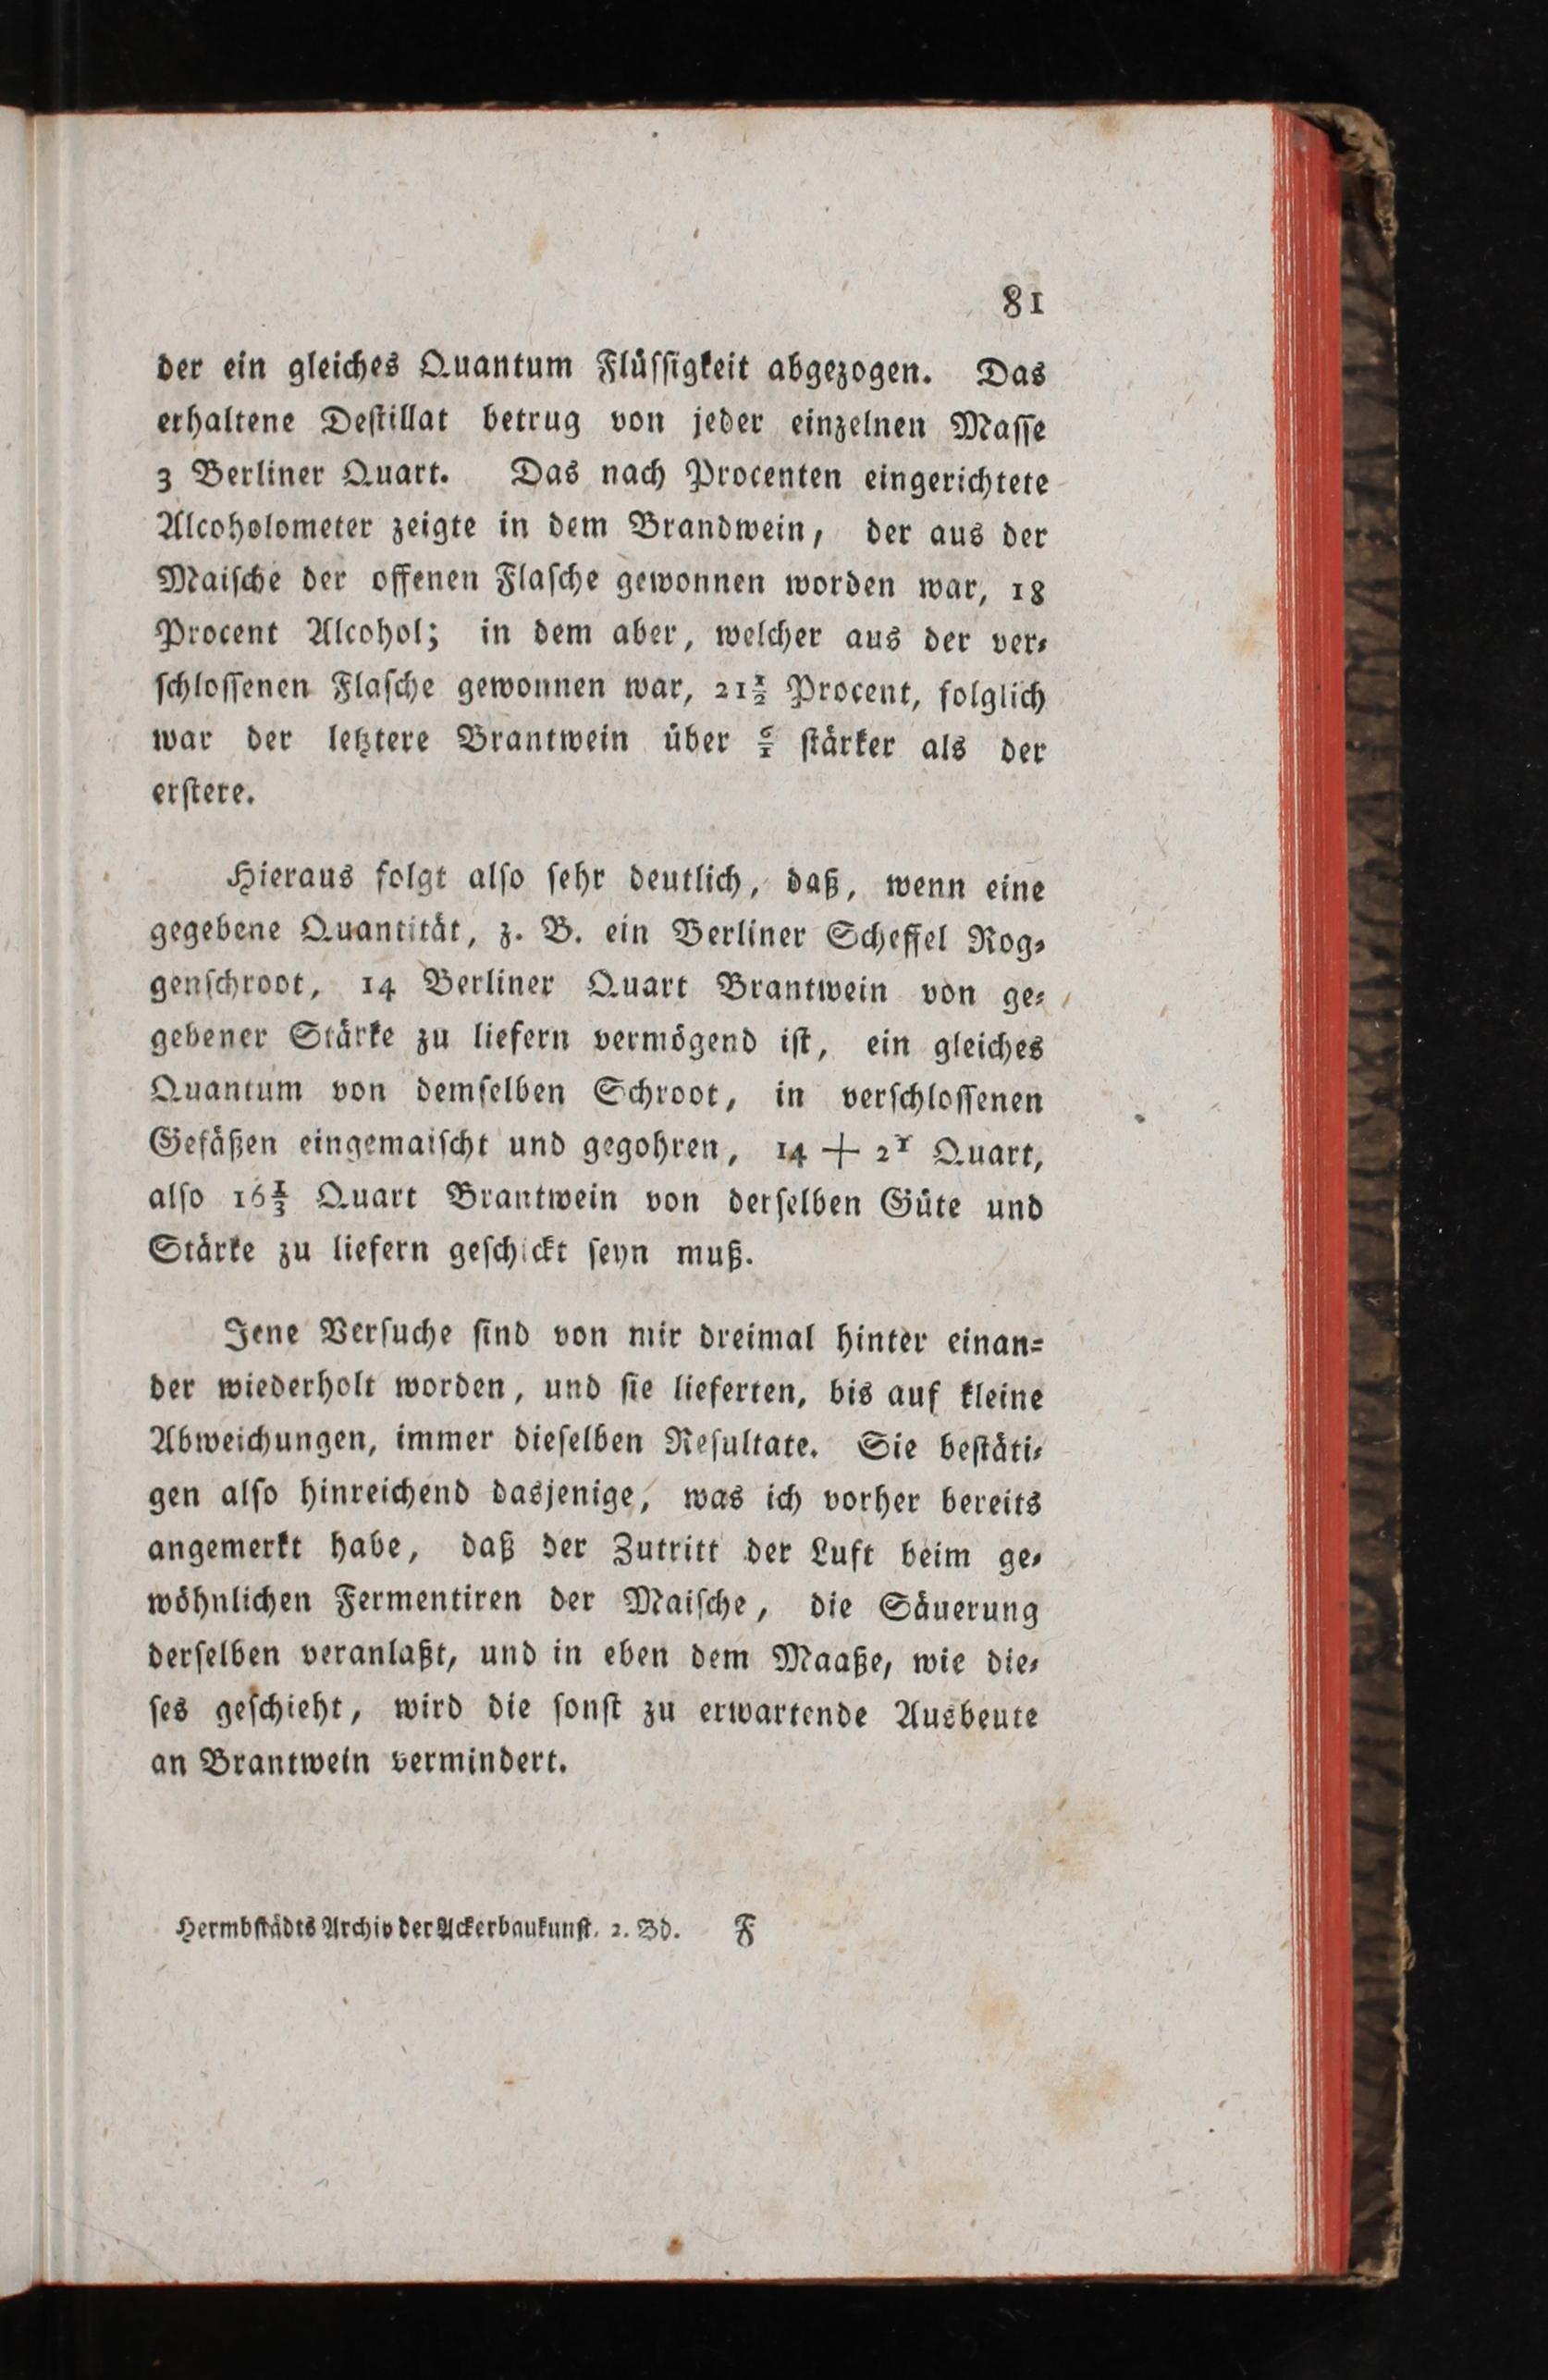 81
der ein gleiches Quantum Flüſſigkeit abgezogen. Das
erhaltene Deſtillat betrug von jeder einzelnen Maſſe
3 Berliner Quart. Das nach Procenten eingerichtete
Alcoholometer zeigte in dem Brandwein, der aus der
Maiſche der offenen Flaſche gewonnen worden war, 18
Procent Alcohol; in dem aber, welcher aus der ver⸗
ſchloſſenen Flaſche gewonnen war, 21½ Procent, folglich
war der letztere Brantwein über 6/1 ſtärker als der
erſtere.
Hieraus folgt alſo ſehr deutlich, daß, wenn eine
gegebene Quantität, z. B. ein Berliner Scheffel Rog⸗
genſchroot, 14 Berliner Quart Brantwein von ge⸗
gebener Stärke zu liefern vermögend iſt, ein gleiches
Quantum von demſelben Schroot, in verſchloſſenen
Gefäßen eingemaiſcht und gegohren, 14 + 2¹ Quart,
alſo 16⅓ Quart Brantwein von derſelben Güte und
Stärke zu liefern geſchickt ſeyn muß.
Jene Verſuche ſind von mir dreimal hinter einan⸗
der wiederholt worden, und ſie lieferten, bis auf kleine
Abweichungen, immer dieſelben Reſultate. Sie beſtäti⸗
gen alſo hinreichend dasjenige, was ich vorher bereits
angemerkt habe, daß der Zutritt der Luft beim ge⸗
wöhnlichen Fermentiren der Maiſche, die Säuerung
derſelben veranlaßt, und in eben dem Maaße, wie die⸗
ſes geſchieht, wird die ſonſt zu erwartende Ausbeute
an Brantwein vermindert.
Hermbſtädts Archiv der Ackerbaukunſt. 2. Bd. F